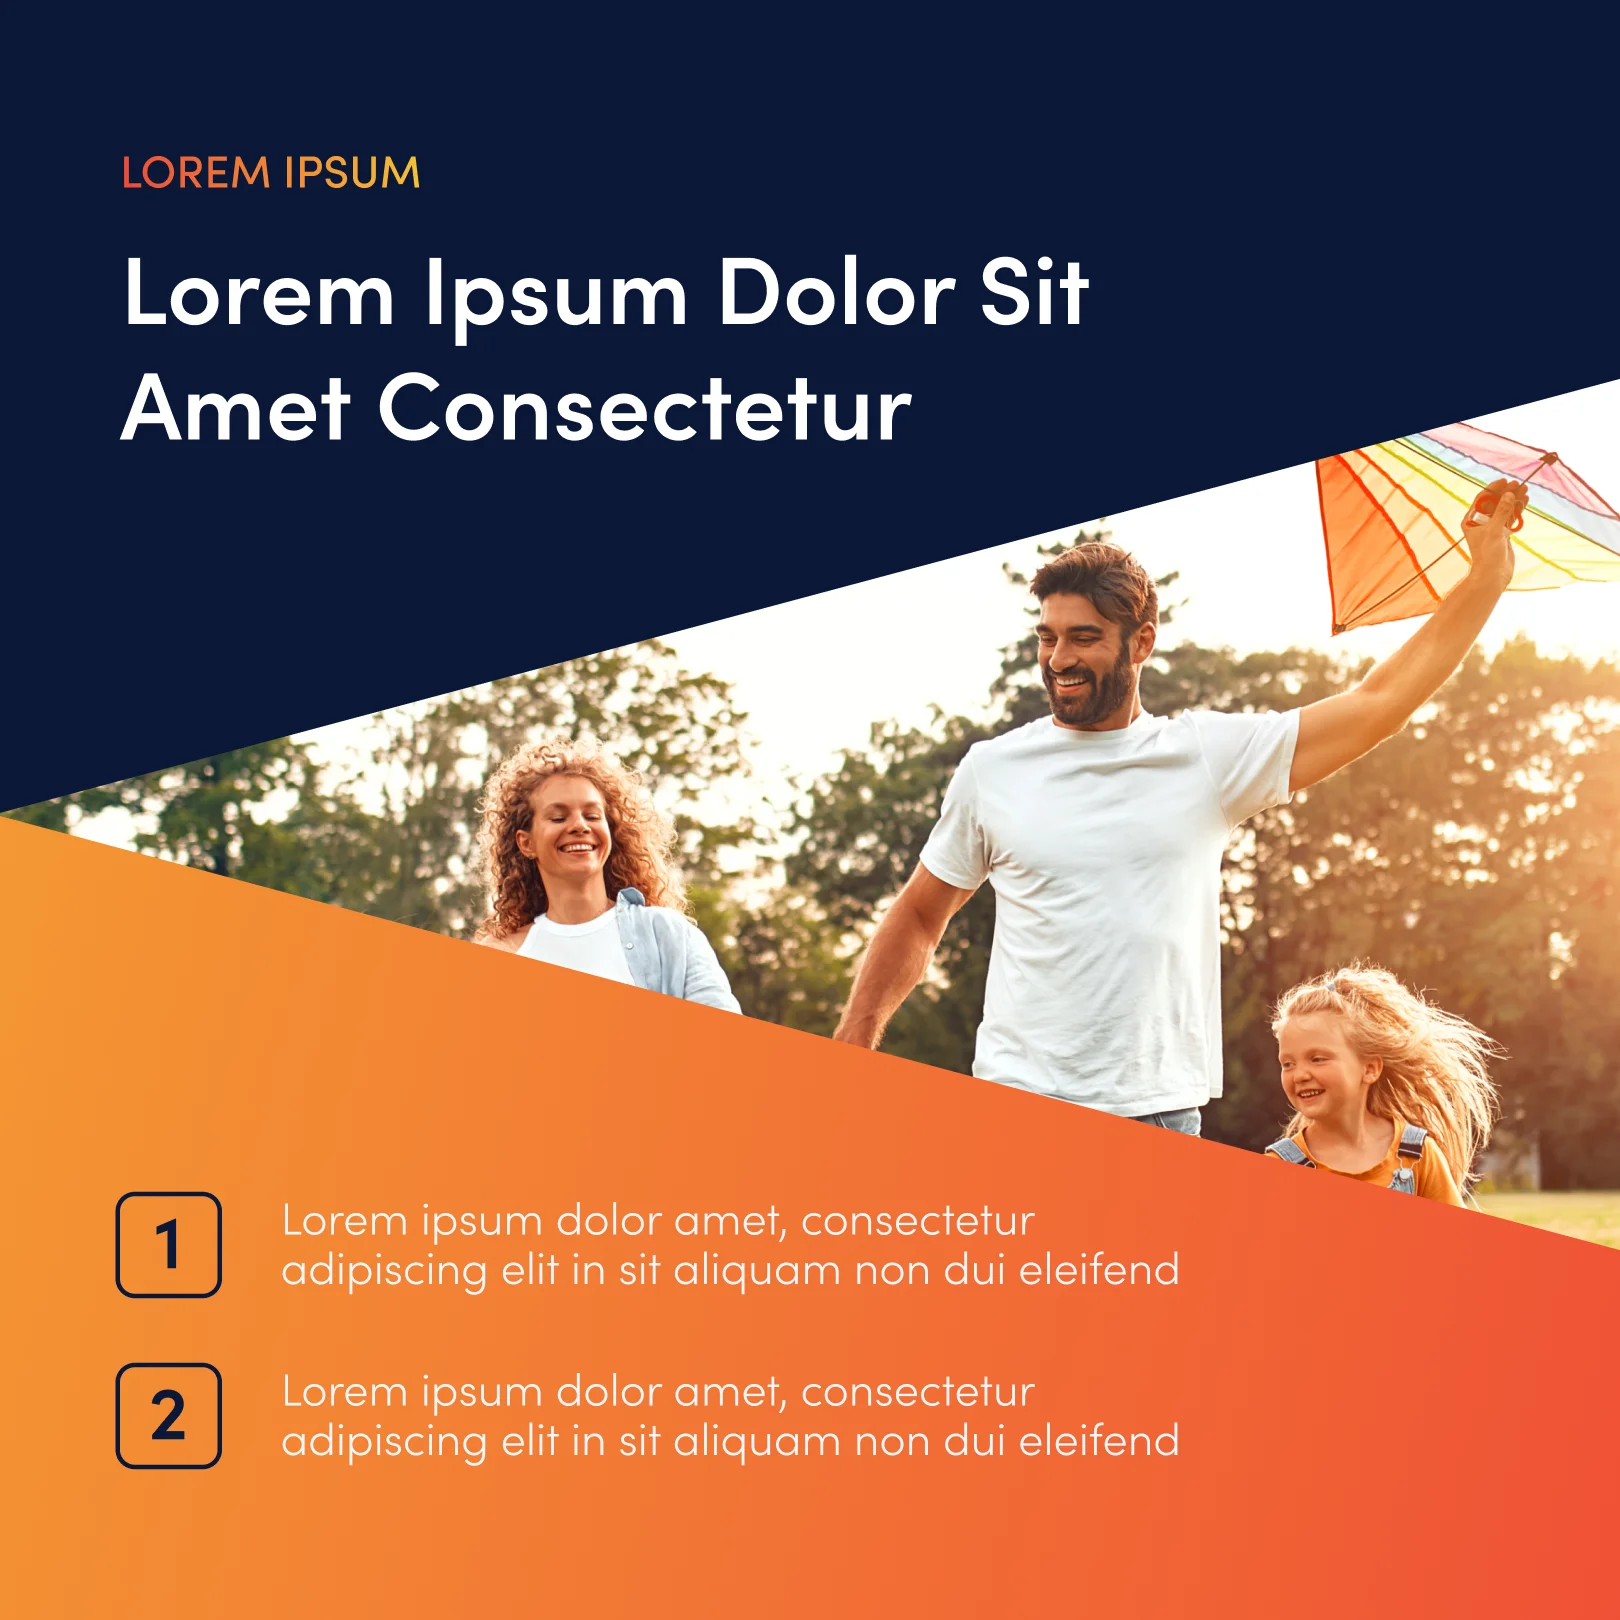 LOREM IPSUM
Lorem Ipsum Dolor Sit
Amet Consectetur
1
Lorem ipsum dolor amet, consectetur
adipiscing elit in sit aliquam non dui eleifend
2
Lorem ipsum dolor amet, consectetur
adipiscing elit in sit aliquam non dui eleifend